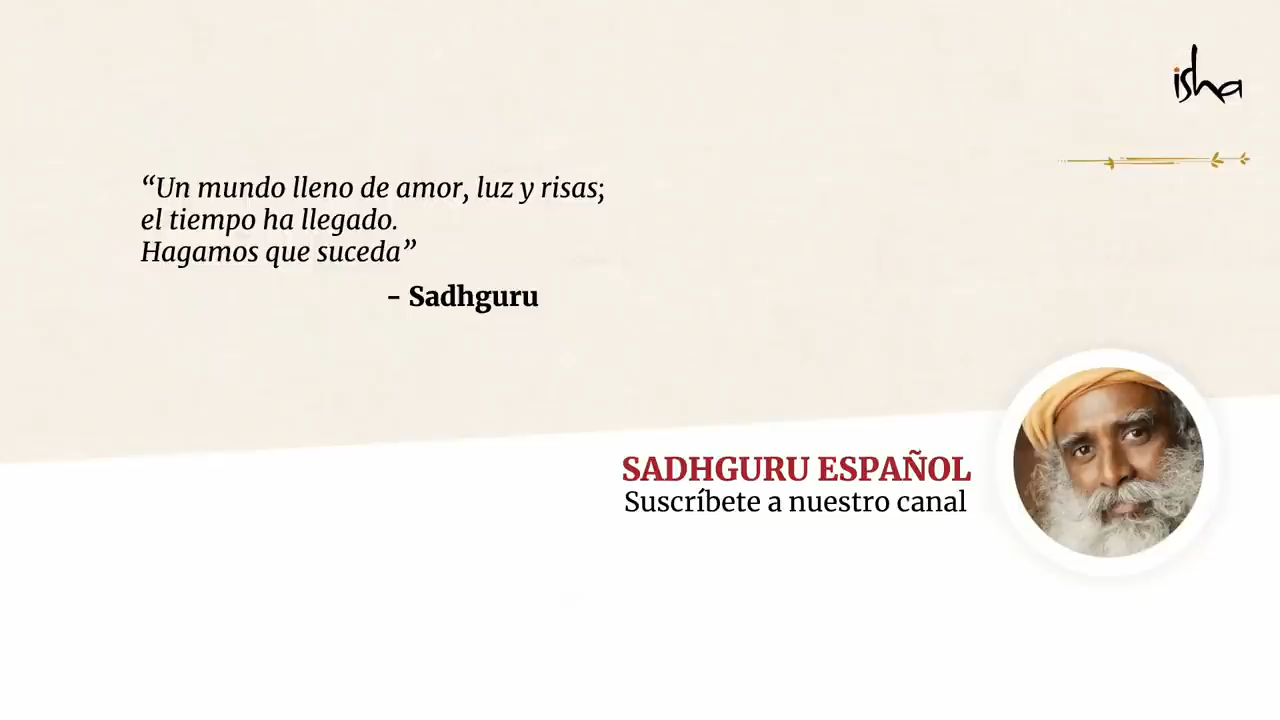 isha
“Un mundo lleno de amor, luz y risas;
el tiempo ha llegado.
Hagamos que suceda”
- Sadhguru
SADHGURU ESPAÑOL
Suscríbete a nuestro canal